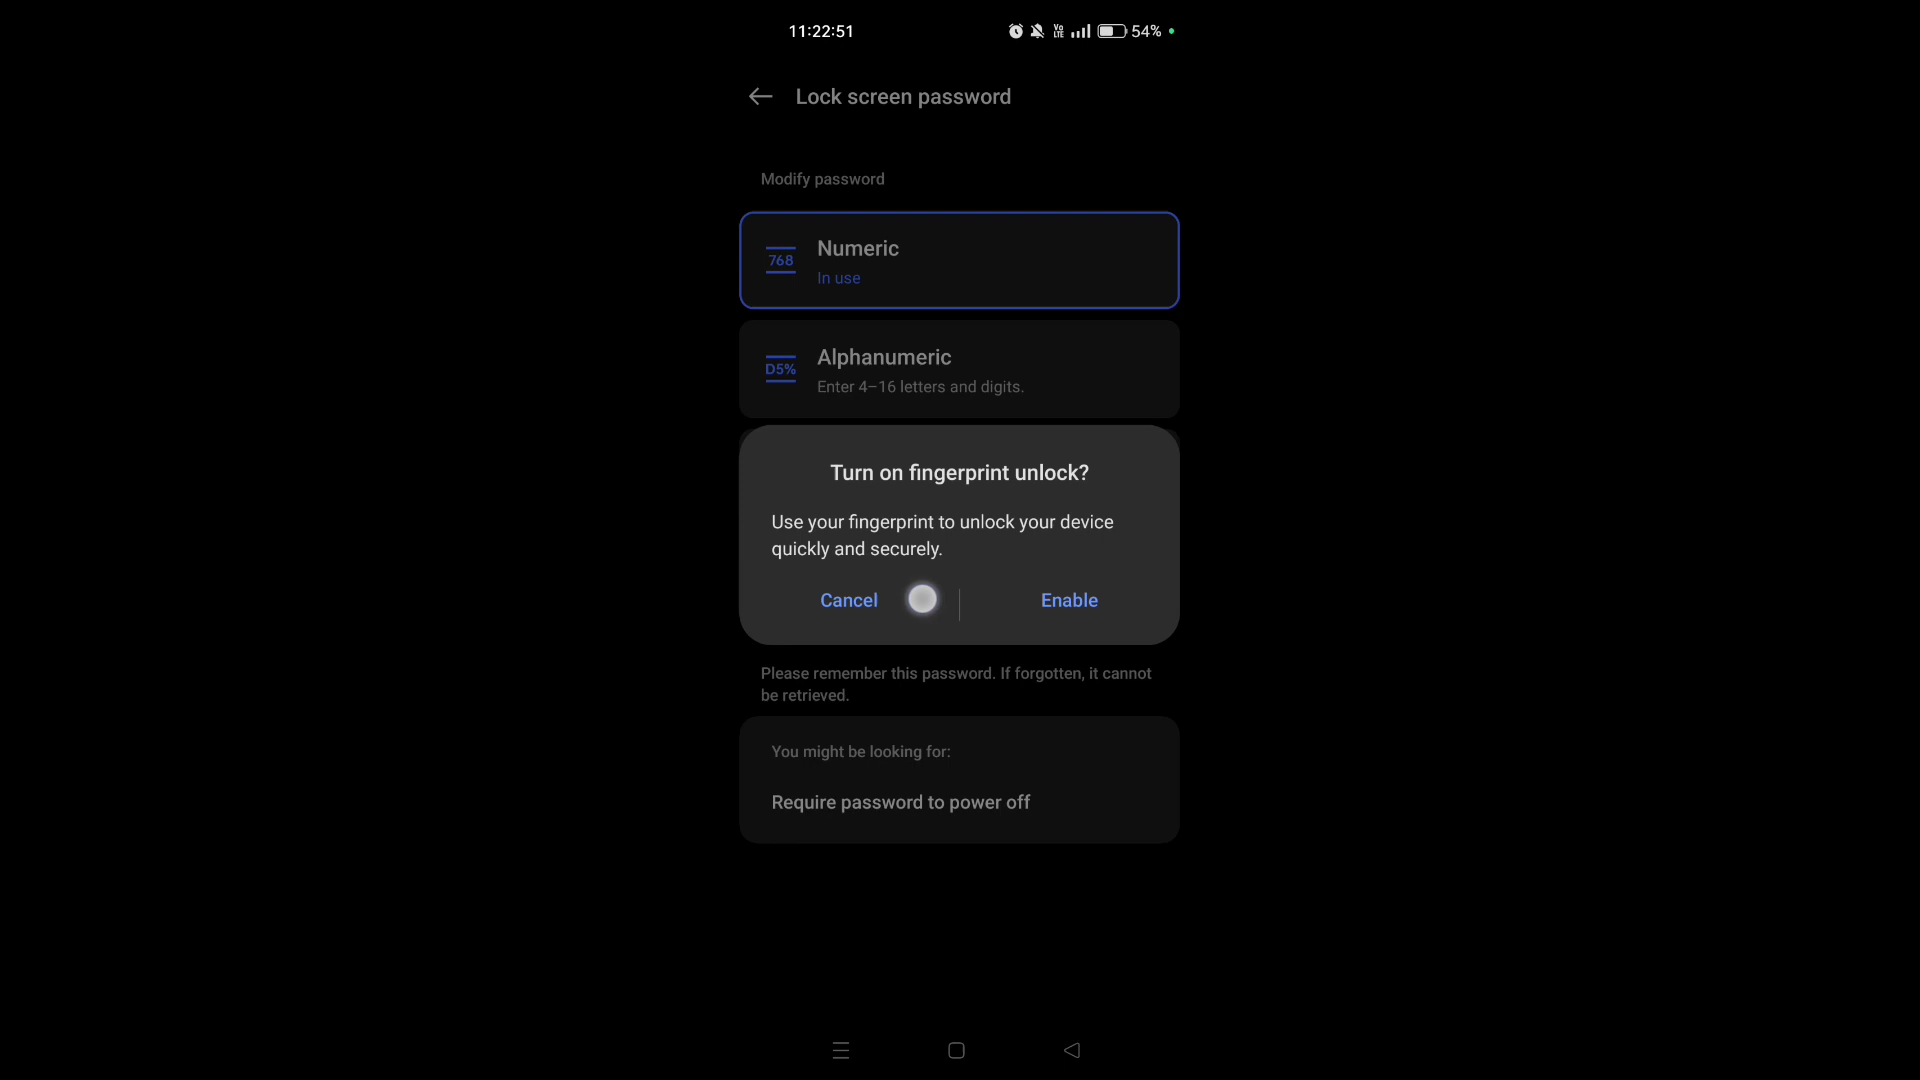 11:22:51
Vo
LTE
54%
Lock screen password
Modify password
768
Numeric
In use
D5%
Alphanumeric
Enter 4–16 letters and digits.
Turn on fingerprint unlock?
Use your fingerprint to unlock your device
quickly and securely.
Cancel
Enable
Please remember this password. If forgotten, it cannot
be retrieved.
You might be looking for:
Require password to power off